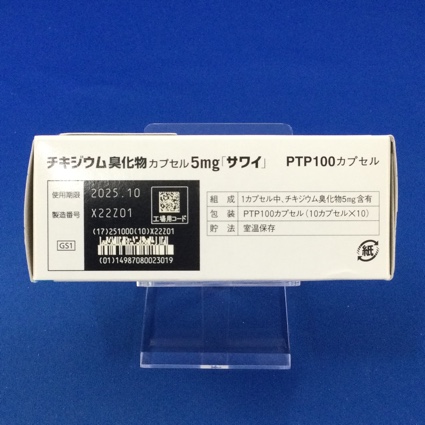 チキジウム臭化物カプセル5mg「サワイ」 PTP100カプセル
使用期限 2025.10
製造番号 X22Z01
工場用コード
組成 1カプセル中、チキジウム臭化物5mg含有
包装 PTP100カプセル(10カプセル×10)
貯法 室温保存
GS1
(17)251000(10)X22Z01
(01)14987080023019
紙